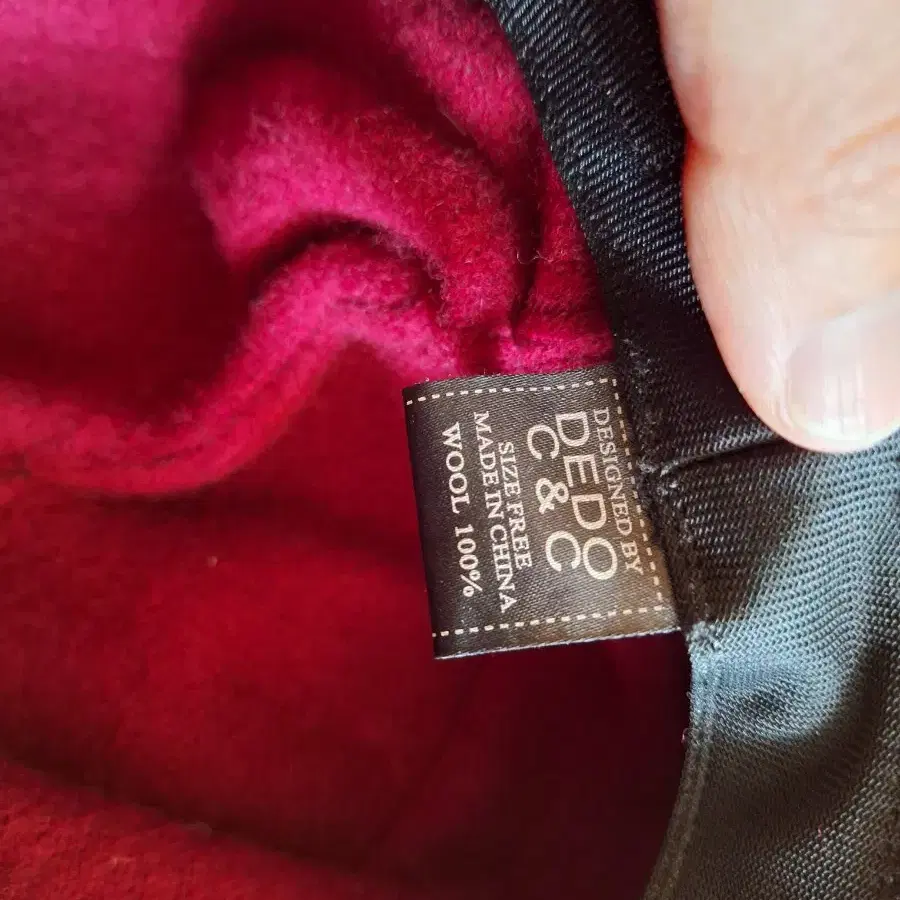 DESIGNED BY
DEDO
C&C
SIZE FREE
MADE IN CHINA
WOOL 100%